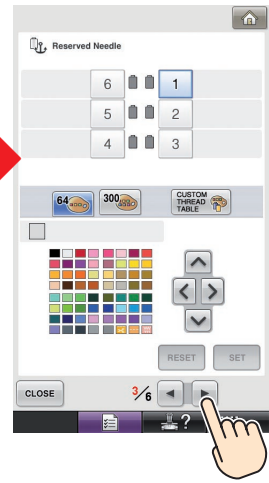 Reserved Needle
6 1
5 2
4 3
64 300 CUSTOM THREAD TABLE
RESET SET
CLOSE 3/6
?